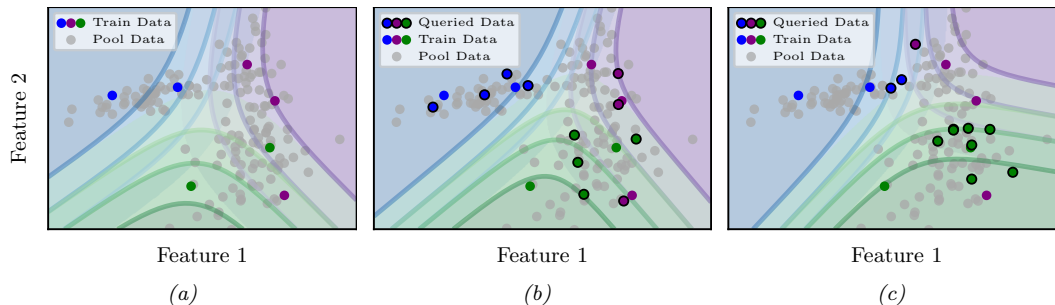 Train Data
Pool Data
Queried Data
Train Data
Pool Data
Queried Data
Train Data
Pool Data
Feature 2
Feature 1
Feature 1
Feature 1
(a)
(b)
(c)